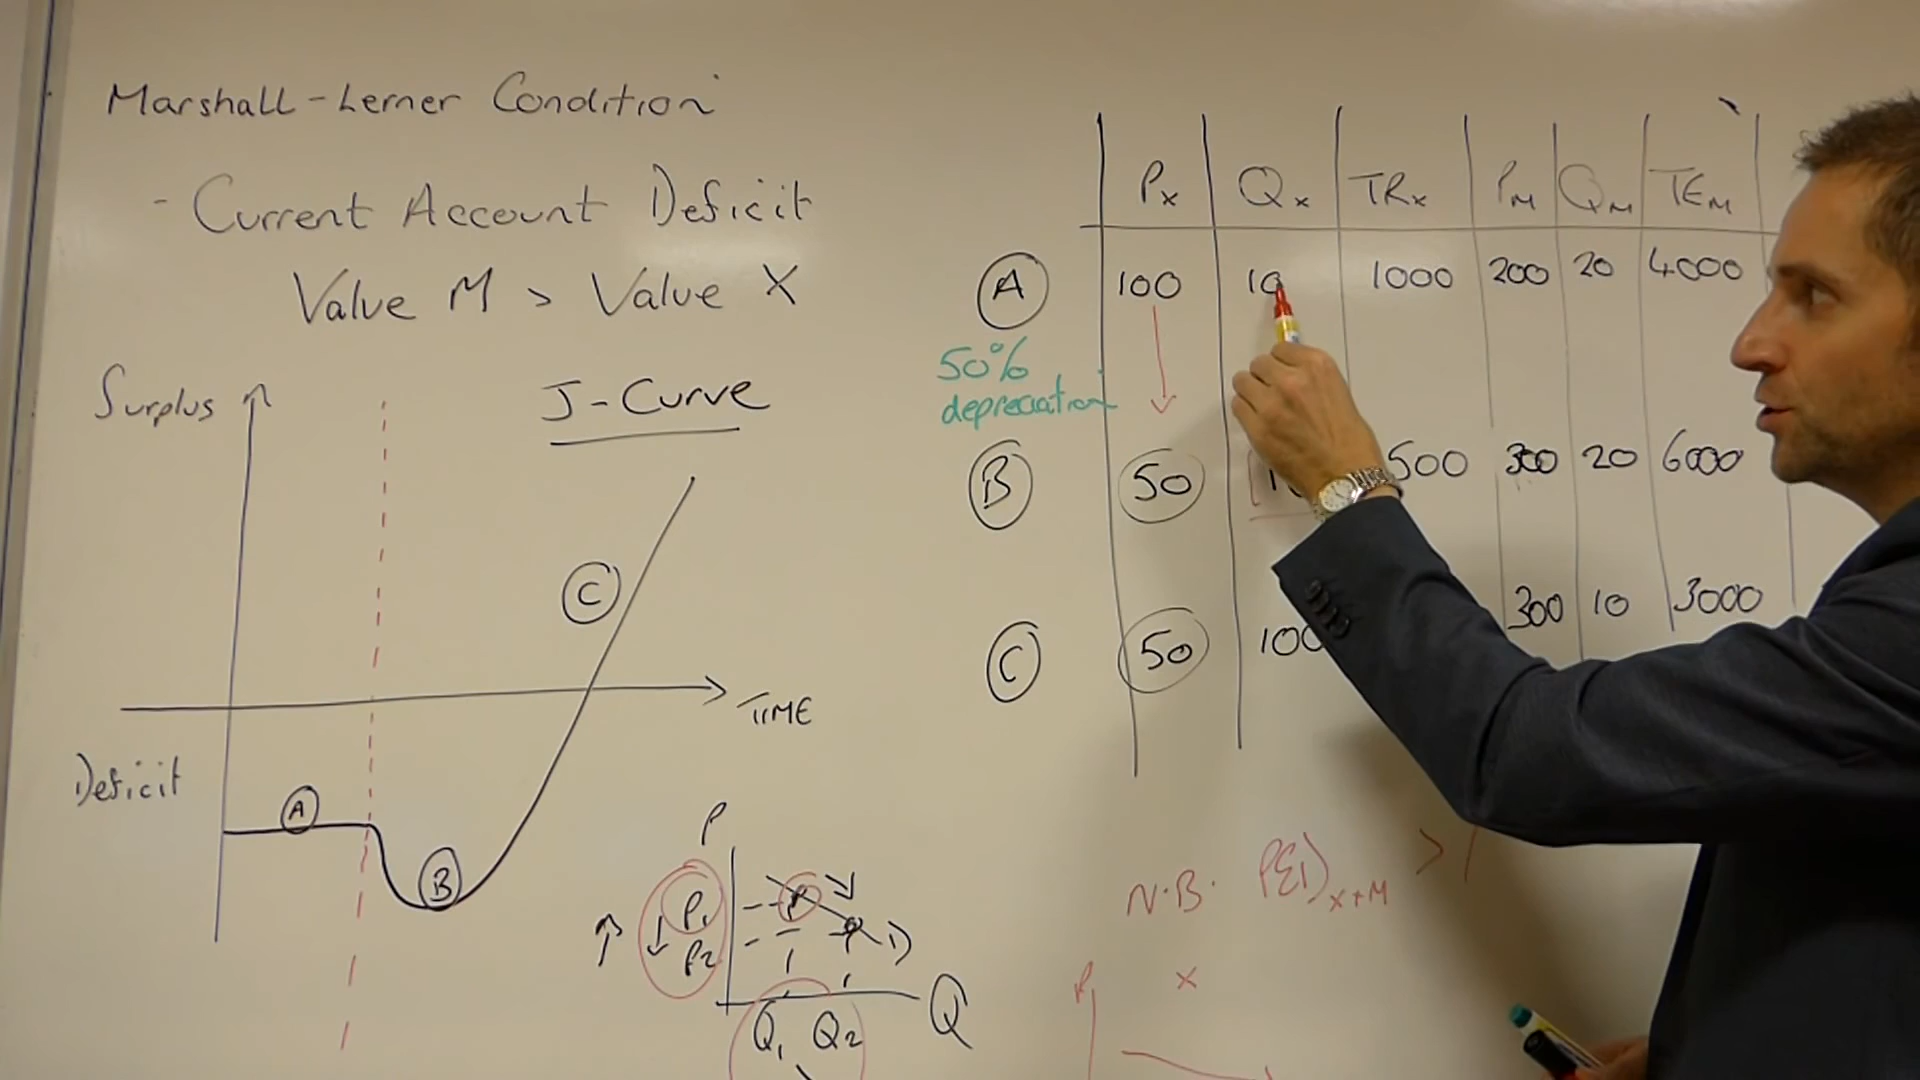 Marshall-Lerner Condition
- Current Account Deficit
Value M > Value X
Surplus
J-Curve
TIME
Deficit
A
B
C
P
P1
P2
D
Q1 Q2
Q
Px Qx TRx PM QM TEM
A 100 10 1000 200 20 4000
50% depreciation
B 50 500 300 20 6000
C 50 100 300 10 3000
N.B. PED x+M > 1
P x